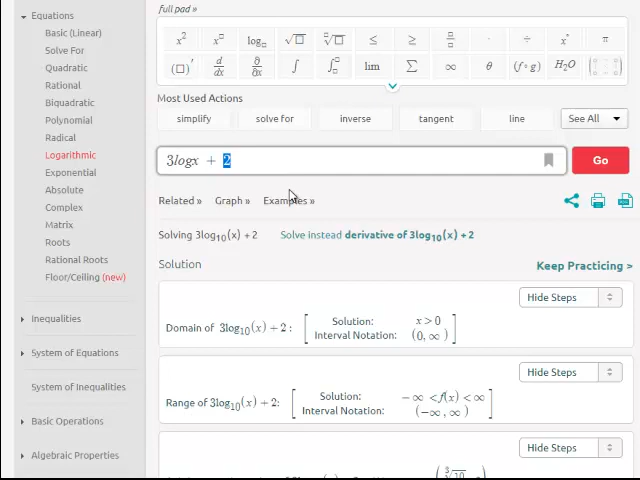 full pad »
Equations
Basic (Linear)
Solve For
Quadratic
Rational
Biquadratic
Polynomial
Radical
Logarithmic
Exponential
Absolute
Complex
Matrix
Roots
Rational Roots
Floor/Ceiling (new)
Inequalities
System of Equations
System of Inequalities
Basic Operations
Algebraic Properties
x² x□ log□ √□ □√□ ≤ ≥ □/□ · ÷ x° π
(□)′ d/dx ∂/∂x ∫ ∫□□ lim Σ ∞ θ (f∘g) H₂O
Most Used Actions
simplify solve for inverse tangent line See All
3logx + 2
Go
Related » Graph » Examples »
Solving 3log₁₀(x) + 2 Solve instead derivative of 3log₁₀(x) + 2
Solution Keep Practicing >
Hide Steps
Domain of 3log₁₀(x) + 2 : [ Solution: x > 0
Interval Notation: (0, ∞) ]
Hide Steps
Range of 3log₁₀(x) + 2: [ Solution: −∞ < f(x) < ∞
Interval Notation: (−∞, ∞) ]
Hide Steps